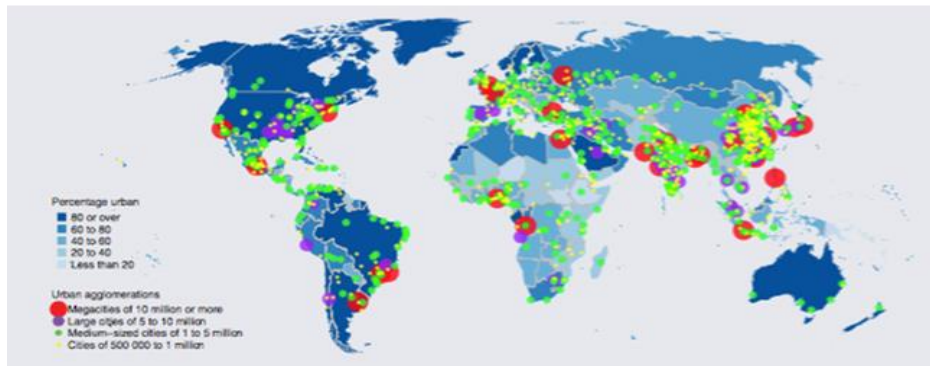 Percentage urban
80 or over
60 to 80
40 to 60
20 to 40
Less than 20
Urban agglomerations
Megacities of 10 million or more
Large cities of 5 to 10 million
Medium-sized cities of 1 to 5 million
Cities of 500 000 to 1 million